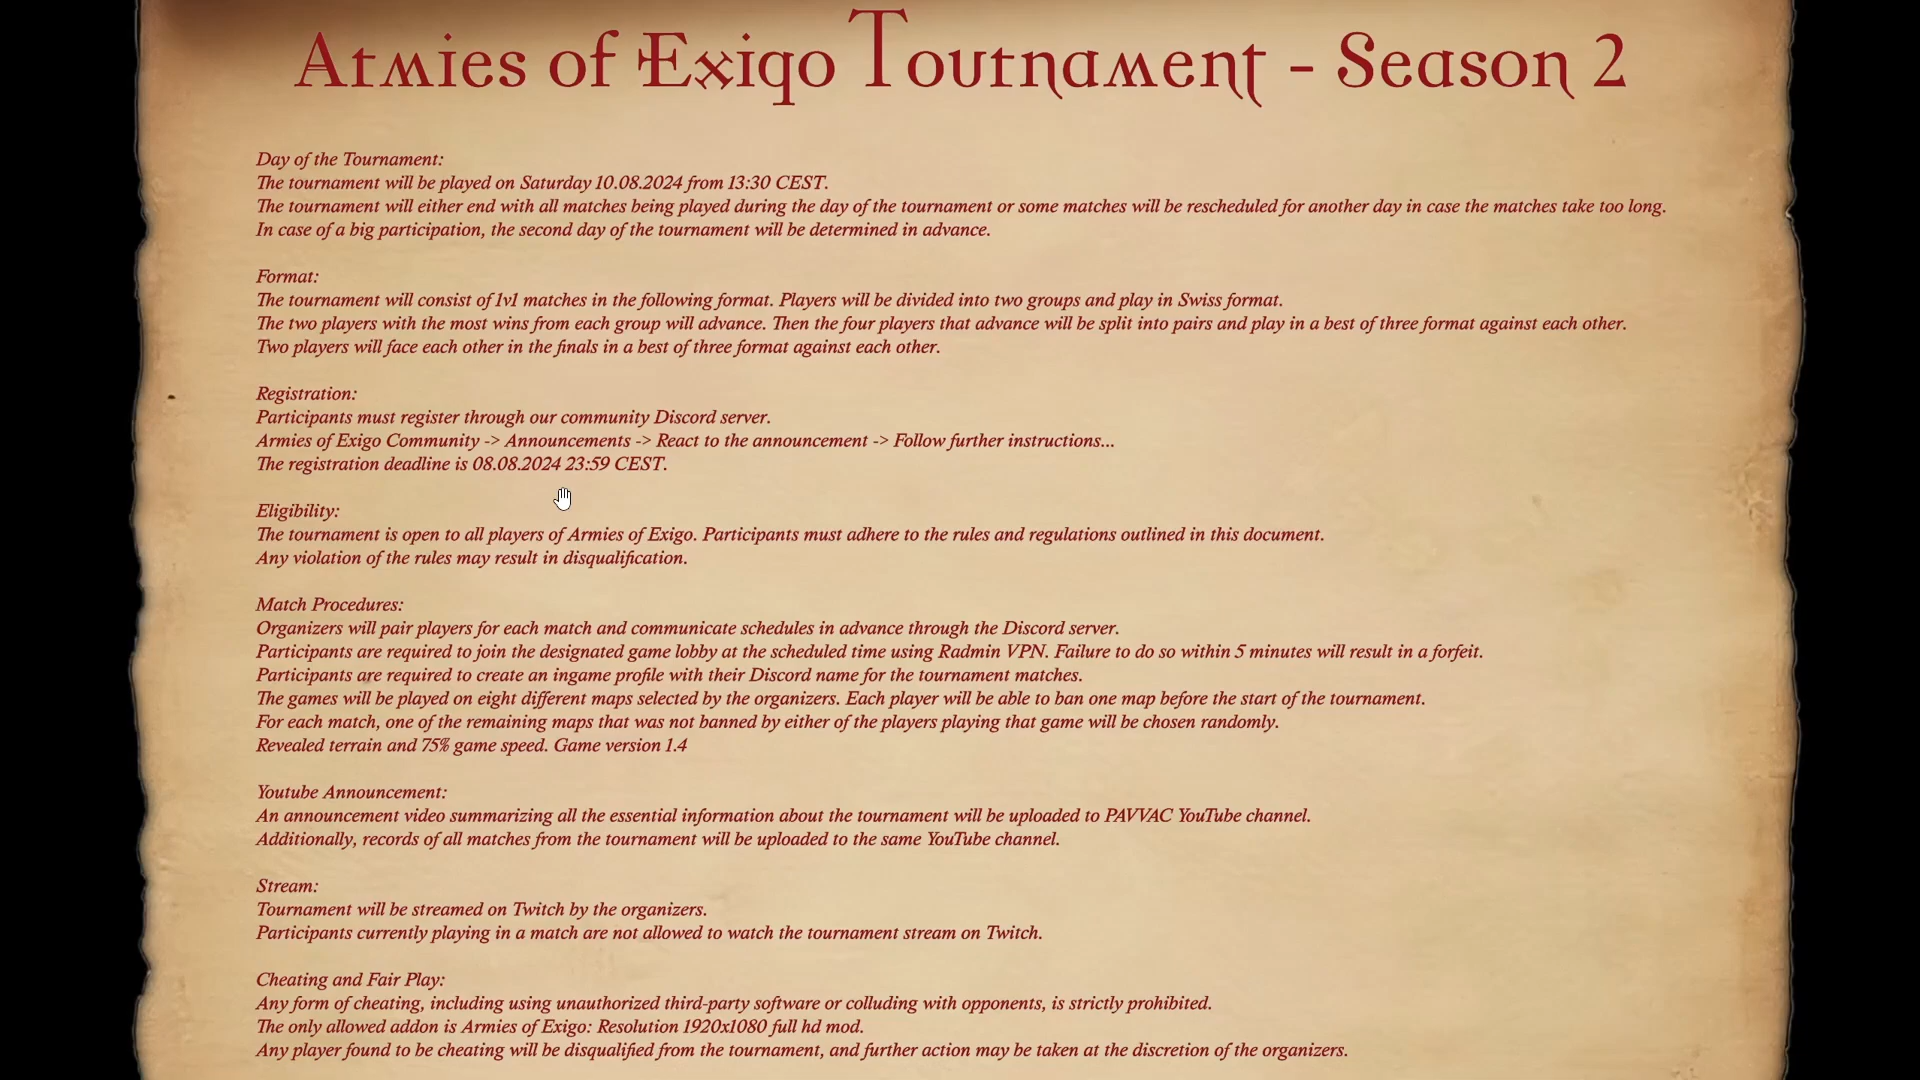 Armies of Exigo Tournament - Season 2
Day of the Tournament:
The tournament will be played on Saturday 10.08.2024 from 13:30 CEST.
The tournament will either end with all matches being played during the day of the tournament or some matches will be rescheduled for another day in case the matches take too long.
In case of a big participation, the second day of the tournament will be determined in advance.
Format:
The tournament will consist of 1v1 matches in the following format. Players will be divided into two groups and play in Swiss format.
The two players with the most wins from each group will advance. Then the four players that advance will be split into pairs and play in a best of three format against each other.
Two players will face each other in the finals in a best of three format against each other.
Registration:
Participants must register through our community Discord server.
Armies of Exigo Community -> Announcements -> React to the announcement -> Follow further instructions...
The registration deadline is 08.08.2024 23:59 CEST.
Eligibility:
The tournament is open to all players of Armies of Exigo. Participants must adhere to the rules and regulations outlined in this document.
Any violation of the rules may result in disqualification.
Match Procedures:
Organizers will pair players for each match and communicate schedules in advance through the Discord server.
Participants are required to join the designated game lobby at the scheduled time using Radmin VPN. Failure to do so within 5 minutes will result in a forfeit.
Participants are required to create an ingame profile with their Discord name for the tournament matches.
The games will be played on eight different maps selected by the organizers. Each player will be able to ban one map before the start of the tournament.
For each match, one of the remaining maps that was not banned by either of the players playing that game will be chosen randomly.
Revealed terrain and 75% game speed. Game version 1.4
Youtube Announcement:
An announcement video summarizing all the essential information about the tournament will be uploaded to PAVVAC YouTube channel.
Additionally, records of all matches from the tournament will be uploaded to the same YouTube channel.
Stream:
Tournament will be streamed on Twitch by the organizers.
Participants currently playing in a match are not allowed to watch the tournament stream on Twitch.
Cheating and Fair Play:
Any form of cheating, including using unauthorized third-party software or colluding with opponents, is strictly prohibited.
The only allowed addon is Armies of Exigo: Resolution 1920x1080 full hd mod.
Any player found to be cheating will be disqualified from the tournament, and further action may be taken at the discretion of the organizers.